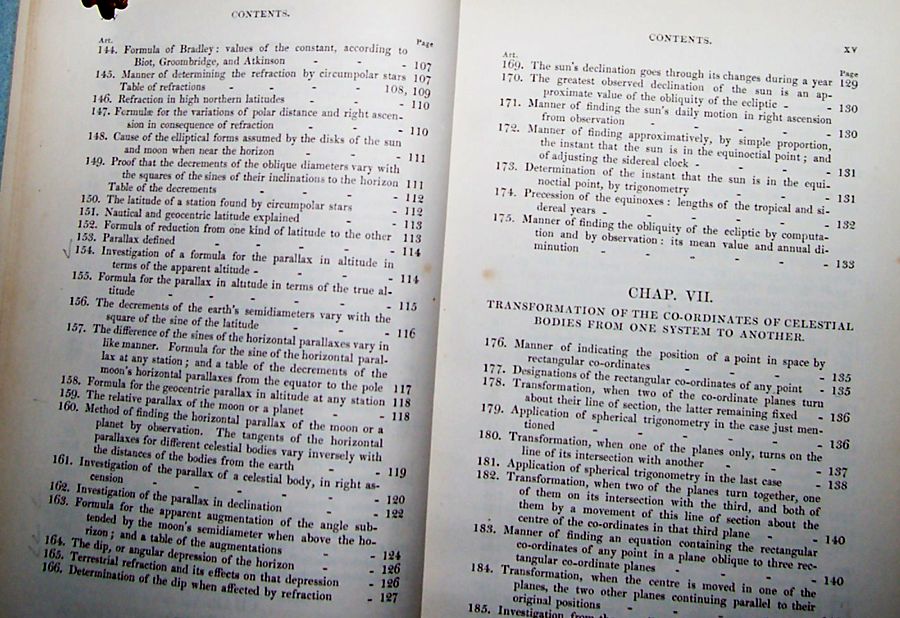 CONTENTS.
Art. Page
144. Formula of Bradley: values of the constant, according to
Biot, Groombridge, and Atkinson - - - 107
145. Manner of determining the refraction by circumpolar stars 107
Table of refractions - - - - 108, 109
146. Refraction in high northern latitudes - - - 110
147. Formulæ for the variations of polar distance and right ascen-
sion in consequence of refraction - - - 110
148. Cause of the elliptical forms assumed by the disks of the sun
and moon when near the horizon - - - 111
149. Proof that the decrements of the oblique diameters vary with
the squares of the sines of their inclinations to the horizon 111
Table of the decrements - - - 112
150. The latitude of a station found by circumpolar stars - 112
151. Nautical and geocentric latitude explained - - 113
152. Formula of reduction from one kind of latitude to the other 113
153. Parallax defined - - - - - 114
154. Investigation of a formula for the parallax in altitude in
terms of the apparent altitude - - - - 114
155. Formula for the parallax in altitude in terms of the true al-
titude - - - - - - 115
156. The decrements of the earth's semidiameters vary with the
square of the sine of the latitude - - - 116
157. The difference of the sines of the horizontal parallaxes vary in
like manner. Formula for the sine of the horizontal paral-
lax at any station; and a table of the decrements of the
moon's horizontal parallaxes from the equator to the pole 117
158. Formula for the geocentric parallax in altitude at any station 118
159. The relative parallax of the moon or a planet - - 118
160. Method of finding the horizontal parallax of the moon or a
planet by observation. The tangents of the horizontal
parallaxes for different celestial bodies vary inversely with
the distances of the bodies from the earth - - 119
161. Investigation of the parallax of a celestial body, in right as-
cension - - - - - - 120
162. Investigation of the parallax in declination - - 122
163. Formula for the apparent augmentation of the angle sub-
tended by the moon's semidiameter when above the ho-
rizon; and a table of the augmentations - - 124
164. The dip, or angular depression of the horizon - - 126
165. Terrestrial refraction and its effects on that depression - 126
166. Determination of the dip when affected by refraction - 127
CONTENTS. xv
Art. Page
169. The sun's declination goes through its changes during a year 129
170. The greatest observed declination of the sun is an ap-
proximate value of the obliquity of the ecliptic - - 130
171. Manner of finding the sun's daily motion in right ascension
from observation - - - - - 130
172. Manner of finding approximately, by simple proportion,
the instant that the sun is in the equinoctial point; and
of adjusting the sidereal clock - - - - 131
173. Determination of the instant that the sun is in the equi-
noctial point, by trigonometry - - - 131
174. Precession of the equinoxes: lengths of the tropical and si-
dereal years - - - - - 132
175. Manner of finding the obliquity of the ecliptic by computa-
tion and by observation: its mean value and annual di-
minution - - - - - 133
CHAP. VII.
TRANSFORMATION OF THE CO-ORDINATES OF CELESTIAL
BODIES FROM ONE SYSTEM TO ANOTHER.
176. Manner of indicating the position of a point in space by
rectangular co-ordinates - - - - 135
177. Designations of the rectangular co-ordinates of any point - 135
178. Transformation, when two of the co-ordinate planes turn
about their line of section, the latter remaining fixed - 136
179. Application of spherical trigonometry in the case just men-
tioned - - - - - - 136
180. Transformation, when one of the planes only, turns on the
line of its intersection with another - - - 137
181. Application of spherical trigonometry in the last case - 138
182. Transformation, when two of the planes turn together, one
of them on its intersection with the third, and both of
them by a movement of this line of section about the
centre of the co-ordinates in that third plane - - 140
183. Manner of finding an equation containing the rectangular
co-ordinates of any point in a plane oblique to three rec-
tangular co-ordinate planes - - - - 140
184. Transformation, when the centre is moved in one of the
planes, the two other planes continuing parallel to their
original positions - - - -
185. Investigation